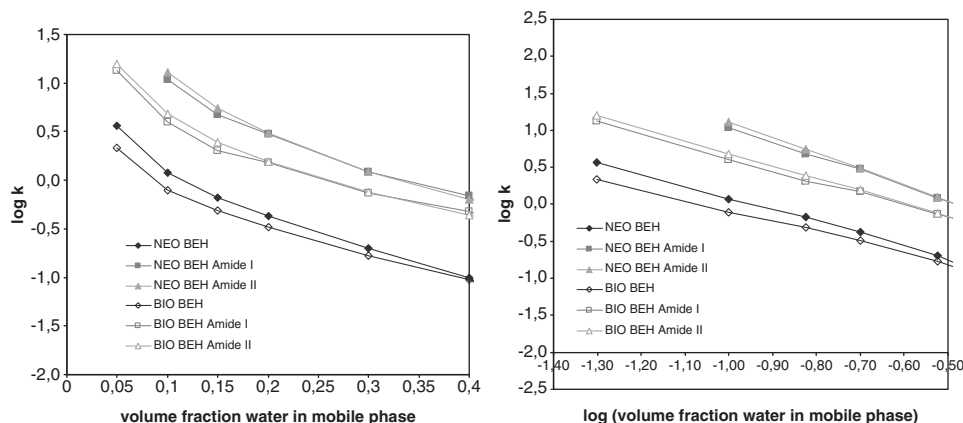 1,5
1,0
0,5
0,0
-0,5
-1,0
-1,5
-2,0
log k
NEO BEH
NEO BEH Amide I
NEO BEH Amide II
BIO BEH
BIO BEH Amide I
BIO BEH Amide II
0 0,05 0,1 0,15 0,2 0,25 0,3 0,35 0,4
volume fraction water in mobile phase
2,5
2,0
1,5
1,0
0,5
0,0
-0,5
-1,0
-1,5
-2,0
-2,5
log k
NEO BEH
NEO BEH Amide I
NEO BEH Amide II
BIO BEH
BIO BEH Amide I
BIO BEH Amide II
-1,40 -1,30 -1,20 -1,10 -1,00 -0,90 -0,80 -0,70 -0,60 -0,50
log (volume fraction water in mobile phase)